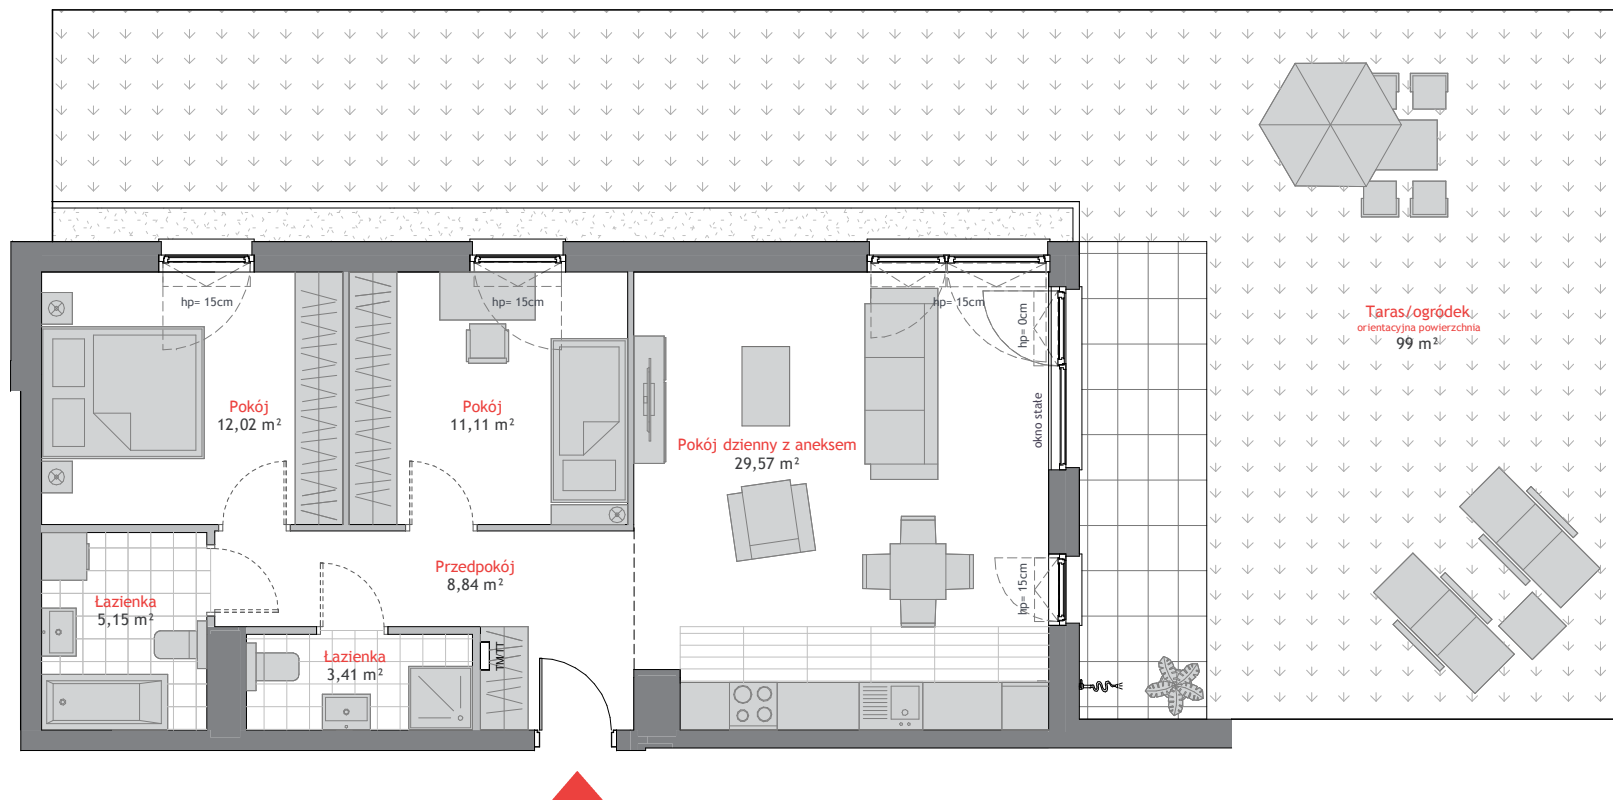 hp= 15cm
hp= 15cm
hp= 15cm
hp= 0cm
Taras/ogródek
orientacyjna powierzchnia
99 m²
Pokój
12,02 m²
Pokój
11,11 m²
okno stałe
Pokój dzienny z aneksem
29,57 m²
Przedpokój
8,84 m²
hp= 15cm
Łazienka
5,15 m²
Łazienka
3,41 m²
TM/TT